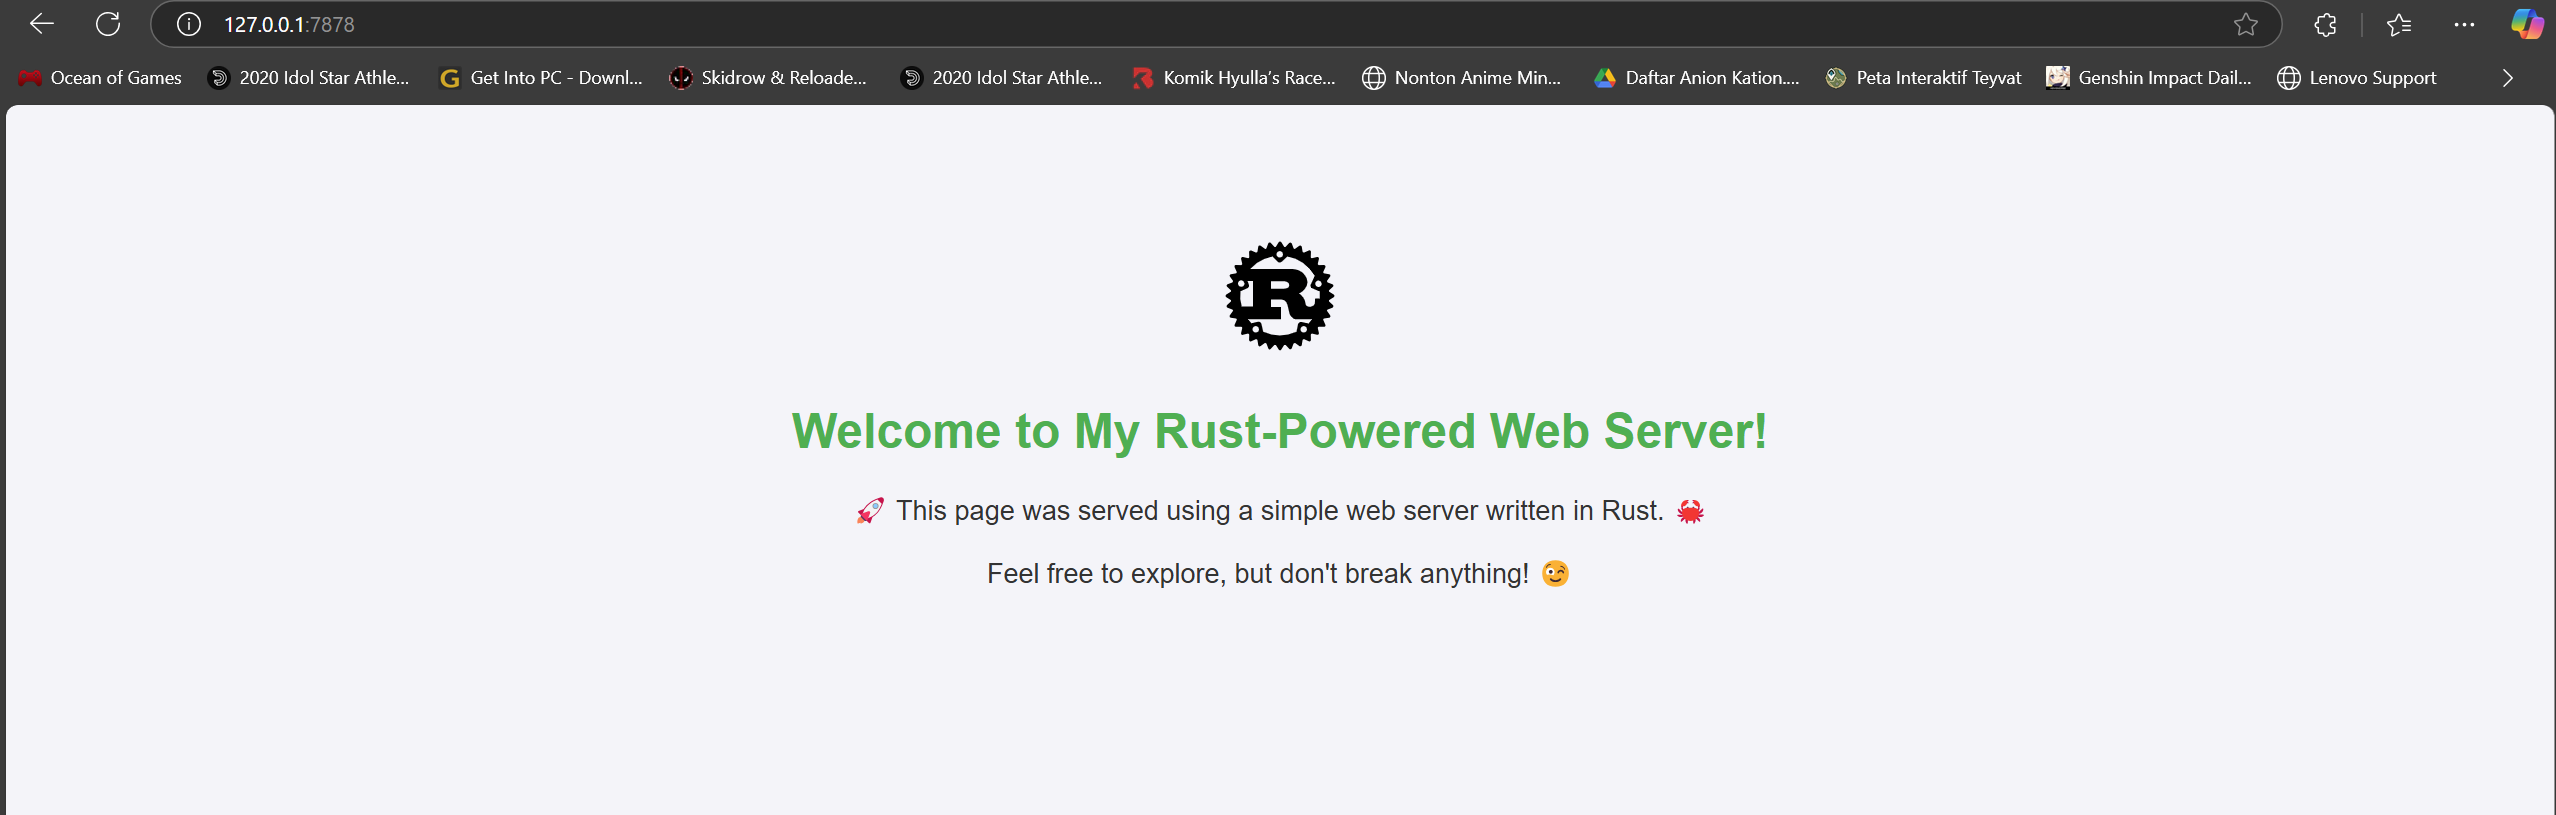 127.0.0.1:7878
Ocean of Games 2020 Idol Star Athle... Get Into PC - Downl... Skidrow & Reloade... 2020 Idol Star Athle... Komik Hyulla’s Race... Nonton Anime Min... Daftar Anion Kation.... Peta Interaktif Teyvat Genshin Impact Dail... Lenovo Support
R
Welcome to My Rust-Powered Web Server!
🚀 This page was served using a simple web server written in Rust. 🦀
Feel free to explore, but don't break anything! 😉